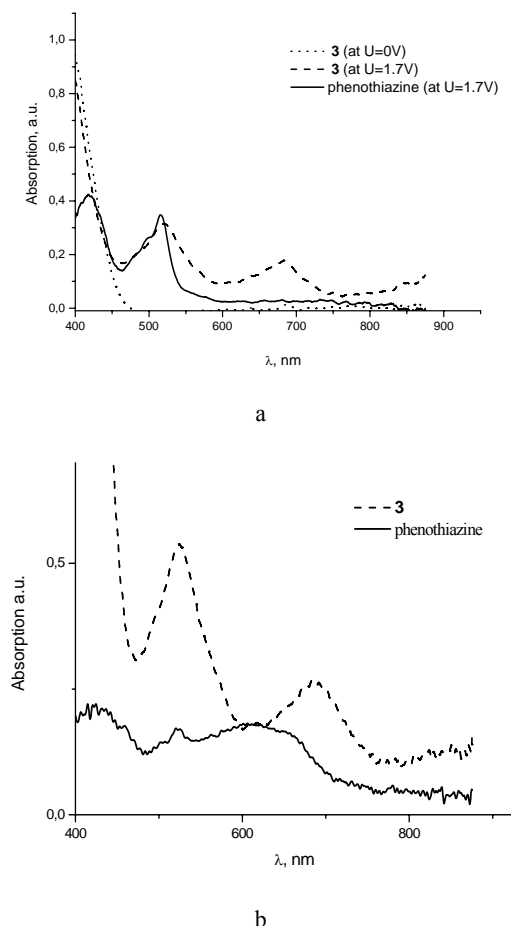 1,0
0,8
0,6
0,4
0,2
0,0
Absorption, a.u.
3 (at U=0V)
3 (at U=1.7V)
phenothiazine (at U=1.7V)
400 500 600 700 800 900
λ, nm
a
0,5
0,0
Absorption a.u.
3
phenothiazine
400 600 800
λ, nm
b